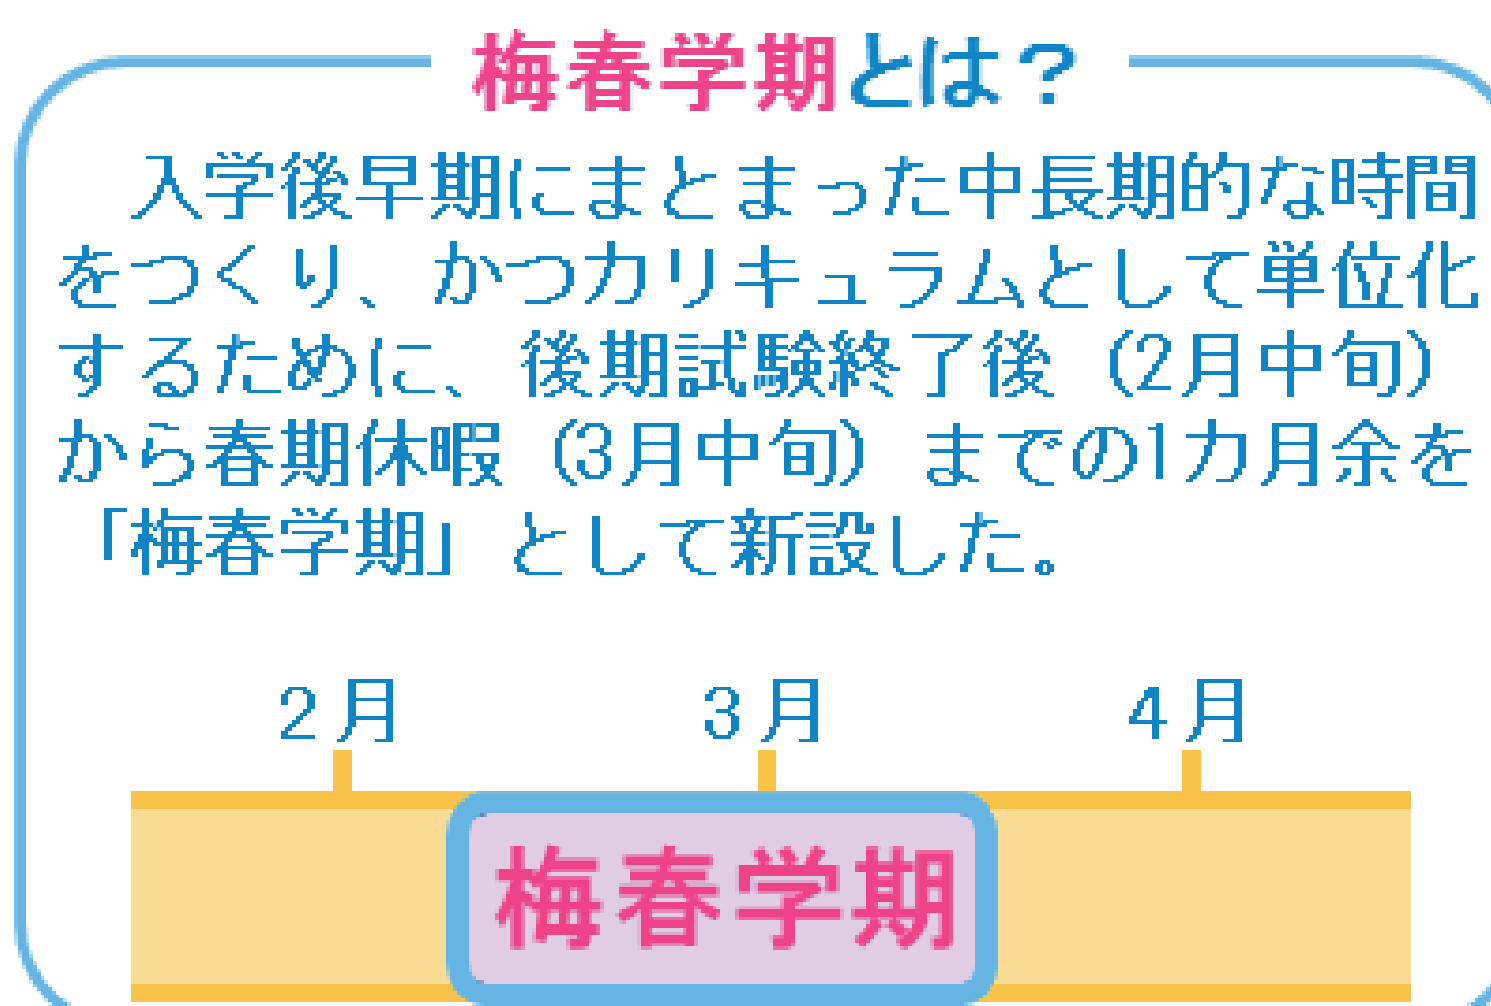 梅春学期とは？
入学後早期にまとまった中長期的な時間
をつくり、かつカリキュラムとして単位化
するために、後期試験終了後（2月中旬）
から春期休暇（3月中旬）までの1カ月余を
「梅春学期」として新設した。
2月 3月 4月
梅春学期